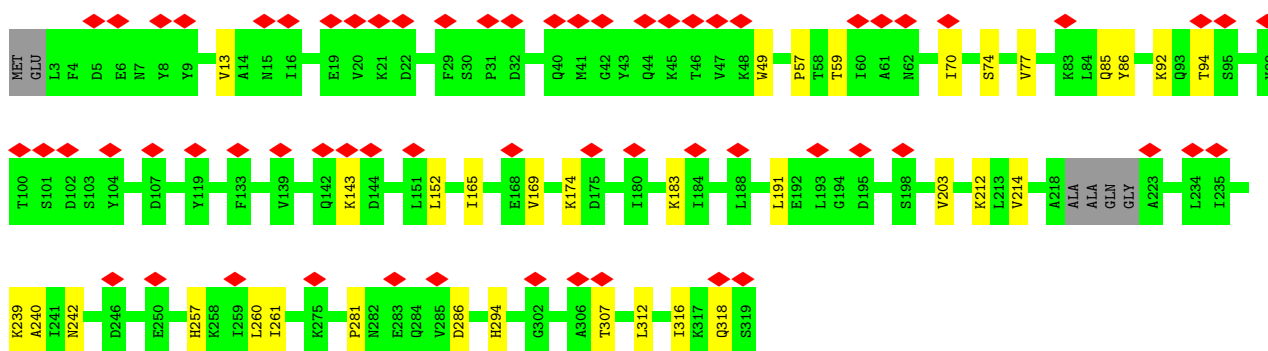 MET GLU L3 F4 D5 E6 N7 Y8 Y9 V13 A14 N15 I16 E19 V20 K21 D22 F29 S30 P31 D32 Q40 M41 G42 Y43 Q44 K45 T46 V47 K48 W49 P57 T58 T59 I60 A61 N62 I70 S74 V77 K83 L84 Q85 Y86 K92 Q93 T94 S95
T100 S101 D102 S103 Y104 D107 Y119 F133 V139 Q142 K143 D144 L151 L152 I165 E168 V169 K174 D175 I180 K183 I184 L188 L191 E192 L193 G194 D195 S198 V203 K212 L213 V214 A218 ALA ALA GLN GLY A223 L234 I235
K239 A240 I241 N242 D246 E250 H257 K258 I259 L260 I261 K275 P281 N282 E283 Q284 V285 D286 H294 G302 A306 T307 L312 I316 K317 Q318 S319